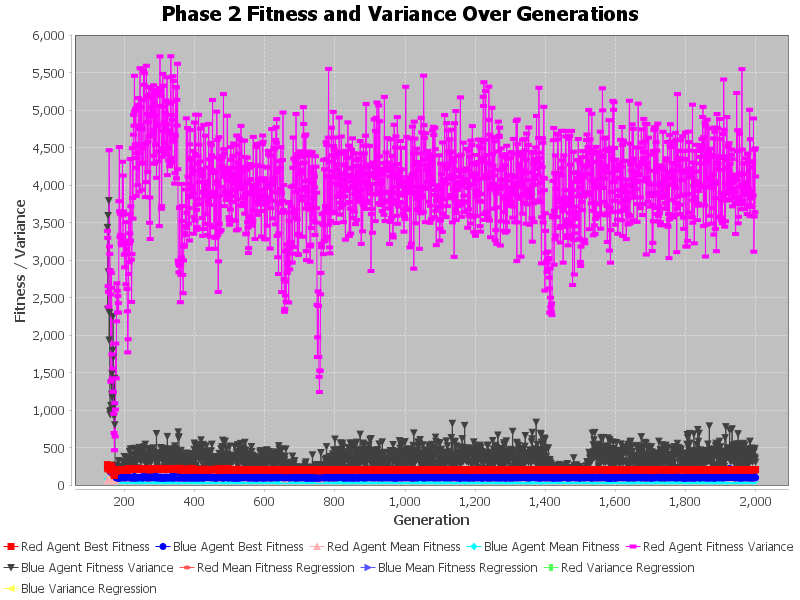 Phase 2 Fitness and Variance Over Generations
6,000
5,500
5,000
4,500
4,000
3,500
3,000
2,500
2,000
1,500
1,000
500
0
Fitness / Variance
200 400 600 800 1,000 1,200 1,400 1,600 1,800 2,000
Generation
Red Agent Best Fitness Blue Agent Best Fitness Red Agent Mean Fitness Blue Agent Mean Fitness Red Agent Fitness Variance
Blue Agent Fitness Variance Red Mean Fitness Regression Blue Mean Fitness Regression Red Variance Regression
Blue Variance Regression